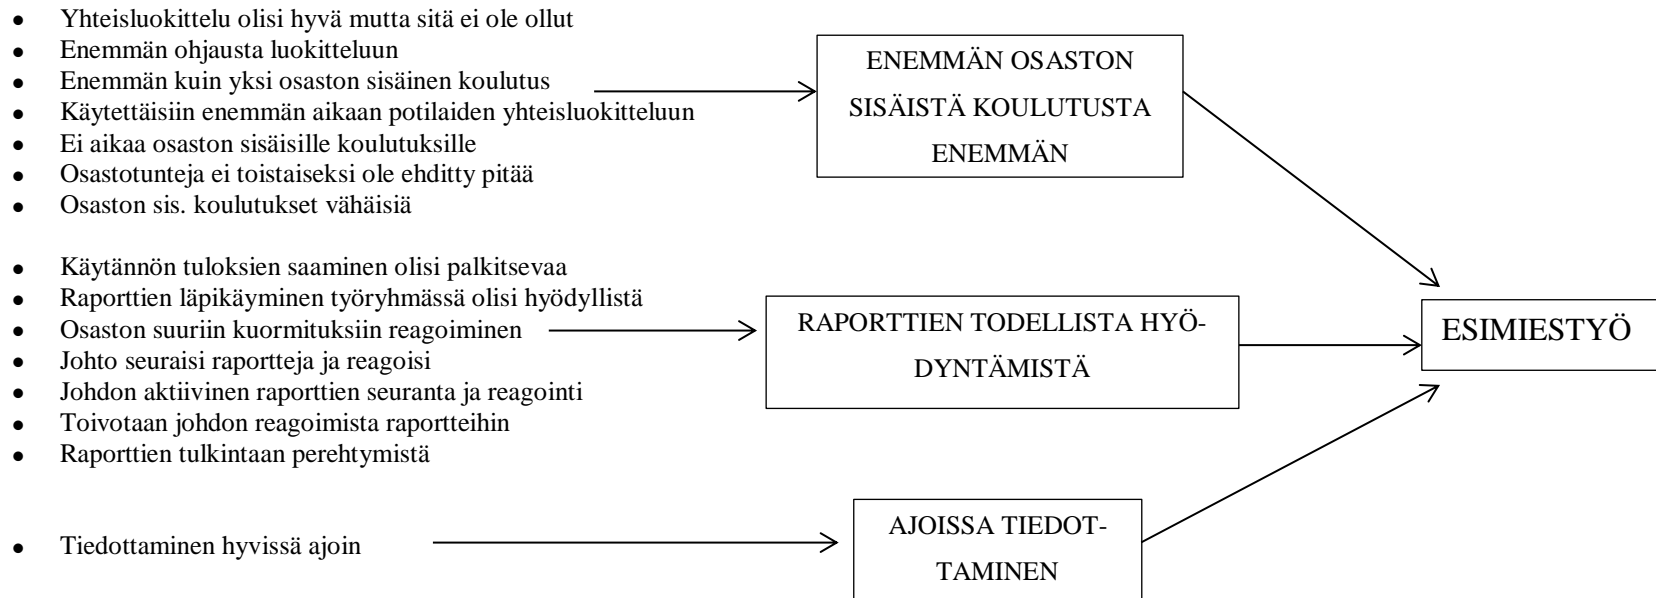 Yhteisluokittelu olisi hyvä mutta sitä ei ole ollut
Enemmän ohjausta luokitteluun
Enemmän kuin yksi osaston sisäinen koulutus
Käytettäisiin enemmän aikaan potilaiden yhteisluokitteluun
Ei aikaa osaston sisäisille koulutuksille
Osastotunteja ei toistaiseksi ole ehditty pitää
Osaston sis. koulutukset vähäisiä
ENEMMÄN OSASTON
SISÄISTÄ KOULUTUSTA
ENEMMÄN
Käytännön tuloksien saaminen olisi palkitsevaa
Raporttien läpikäyminen työryhmässä olisi hyödyllistä
Osaston suuriin kuormituksiin reagoiminen
Johto seuraisi raportteja ja reagoisi
Johdon aktiivinen raporttien seuranta ja reagointi
Toivotaan johdon reagoimista raportteihin
Raporttien tulkintaan perehtymistä
RAPORTTIEN TODELLISTA HYÖ-
DYNTÄMISTÄ
ESIMIESTYÖ
Tiedottaminen hyvissä ajoin
AJOISSA TIEDOT-
TAMINEN